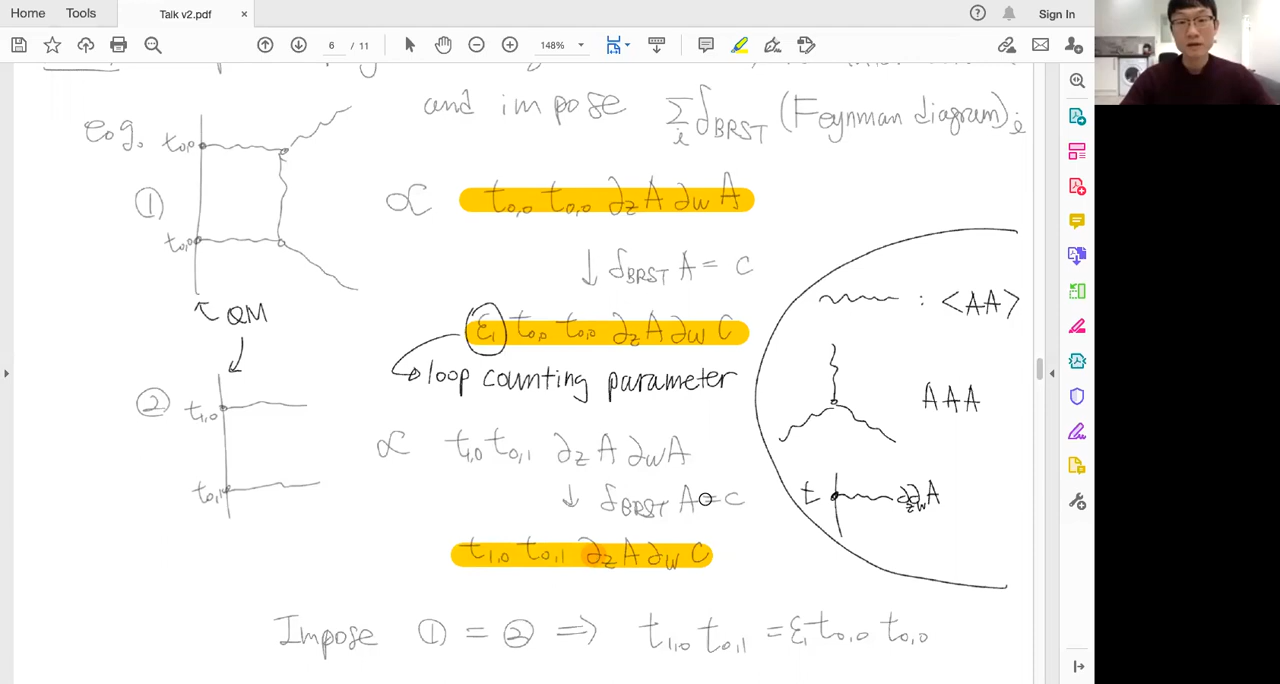 Home Tools Talk v2.pdf × Sign In
6 / 11 148%
and impose Σ_i δ_BRST (Feynman diagram)_i
e.g. t_{0,0}
① ∝ t_{0,0} t_{0,0} ∂_z A ∂_w A
t_{0,0}
↓ δ_BRST A = C
~~~ : <AA>
↖ QM
ε_1 t_{0,0} t_{0,0} ∂_z A ∂_w C
loop counting parameter
AAA
② t_{1,0} ∝ t_{1,0} t_{0,1} ∂_z A ∂_w A
t_{0,1} ↓ δ_BRST A = C
t ∂_z ∂_w A
t_{1,0} t_{0,1} ∂_z A ∂_w C
Impose ① = ② ⟹ t_{1,0} t_{0,1} = ε_1 t_{0,0} t_{0,0}